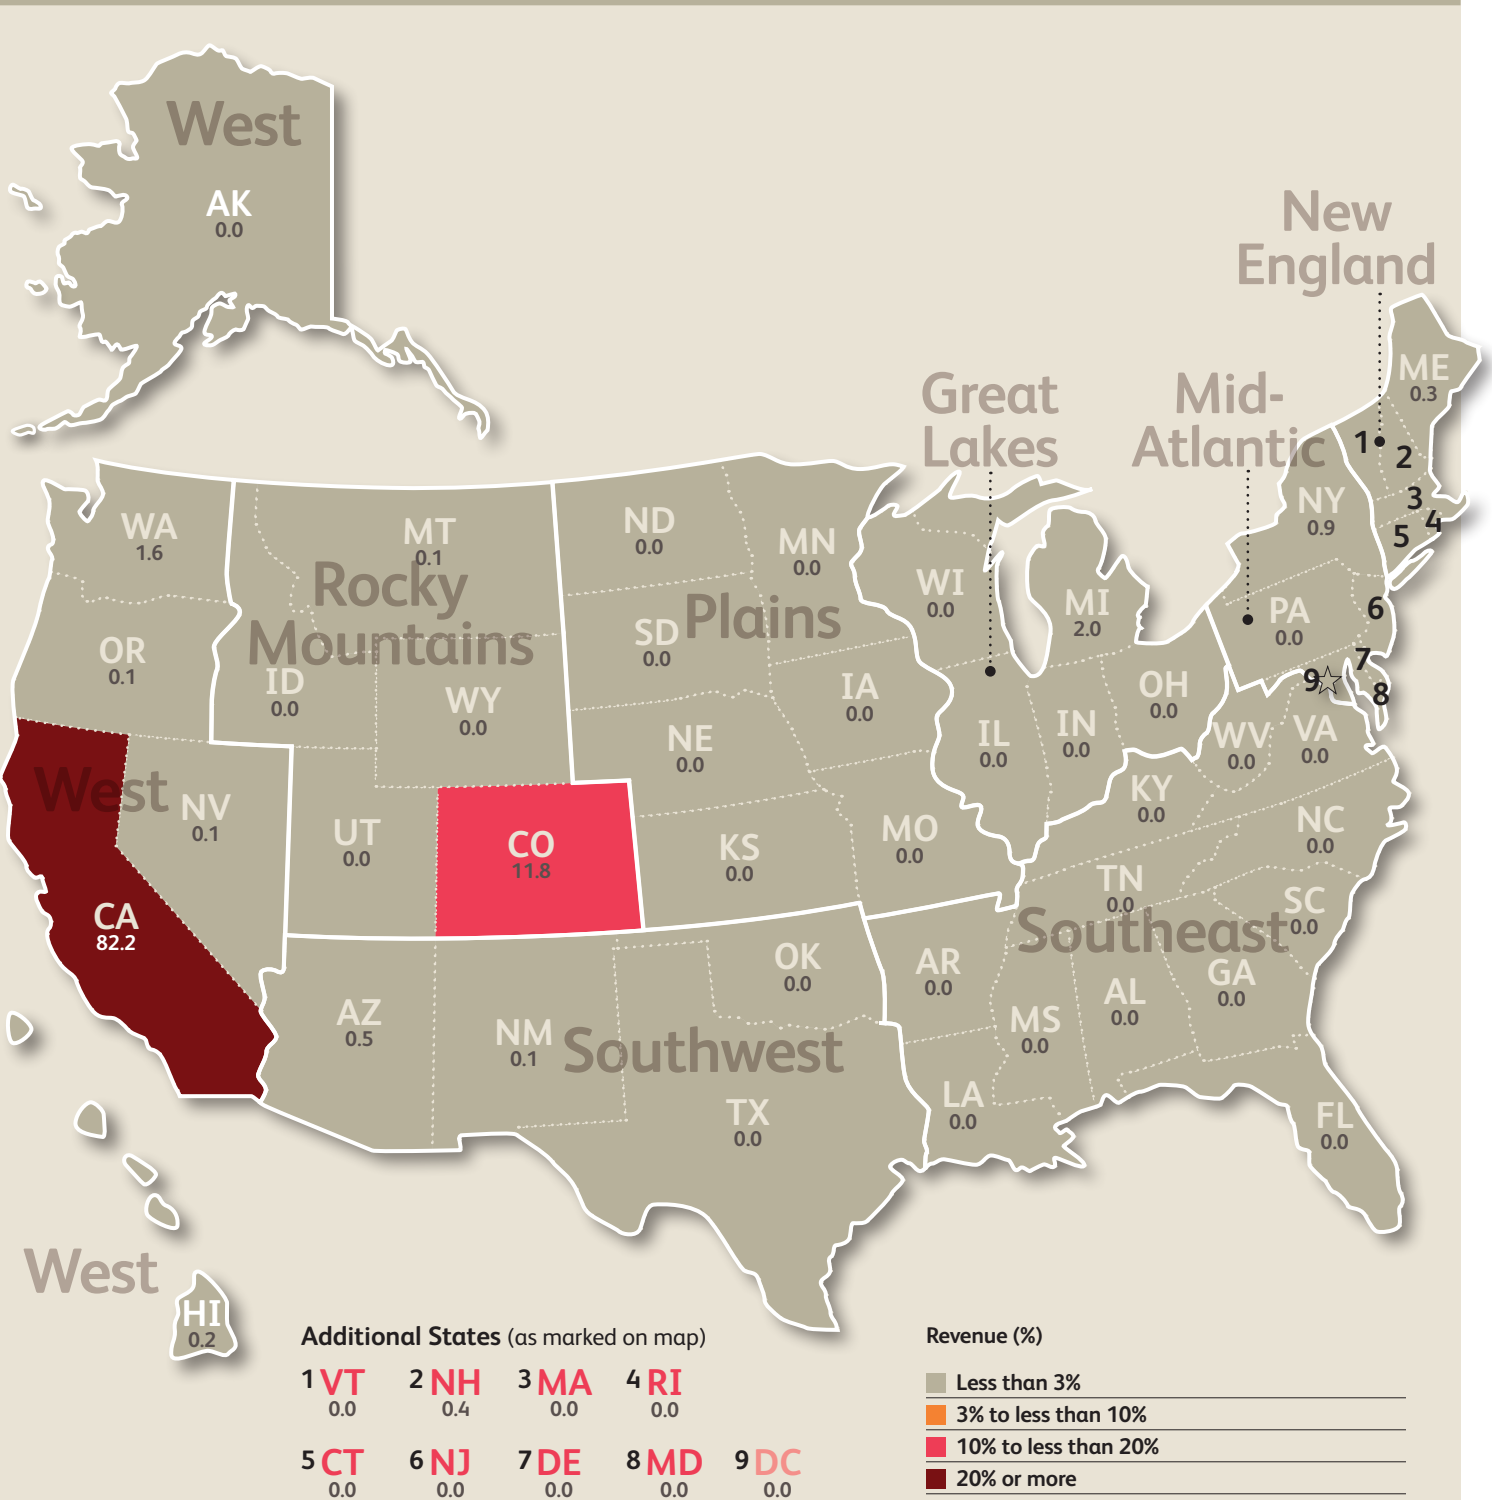 West
AK
0.0
New
England
ME
0.3
Great
Lakes
Mid-
Atlantic
1
2
3
4
5
NY
0.9
WA
1.6
MT
0.1
ND
0.0
MN
0.0
WI
0.0
MI
2.0
PA
0.0
6
7
8
9
Rocky
Mountains
Plains
OR
0.1
ID
0.0
WY
0.0
SD
0.0
IA
0.0
NE
0.0
IL
0.0
IN
0.0
OH
0.0
WV
0.0
VA
0.0
West
NV
0.1
UT
0.0
CO
11.8
KS
0.0
MO
0.0
KY
0.0
NC
0.0
TN
0.0
SC
0.0
Southeast
CA
82.2
AZ
0.5
NM
0.1
OK
0.0
AR
0.0
MS
0.0
AL
0.0
GA
0.0
Southwest
TX
0.0
LA
0.0
FL
0.0
West
HI
0.2
Additional States (as marked on map)
1 VT 2 NH 3 MA 4 RI
0.0 0.4 0.0 0.0
5 CT 6 NJ 7 DE 8 MD 9 DC
0.0 0.0 0.0 0.0 0.0
Revenue (%)
Less than 3%
3% to less than 10%
10% to less than 20%
20% or more